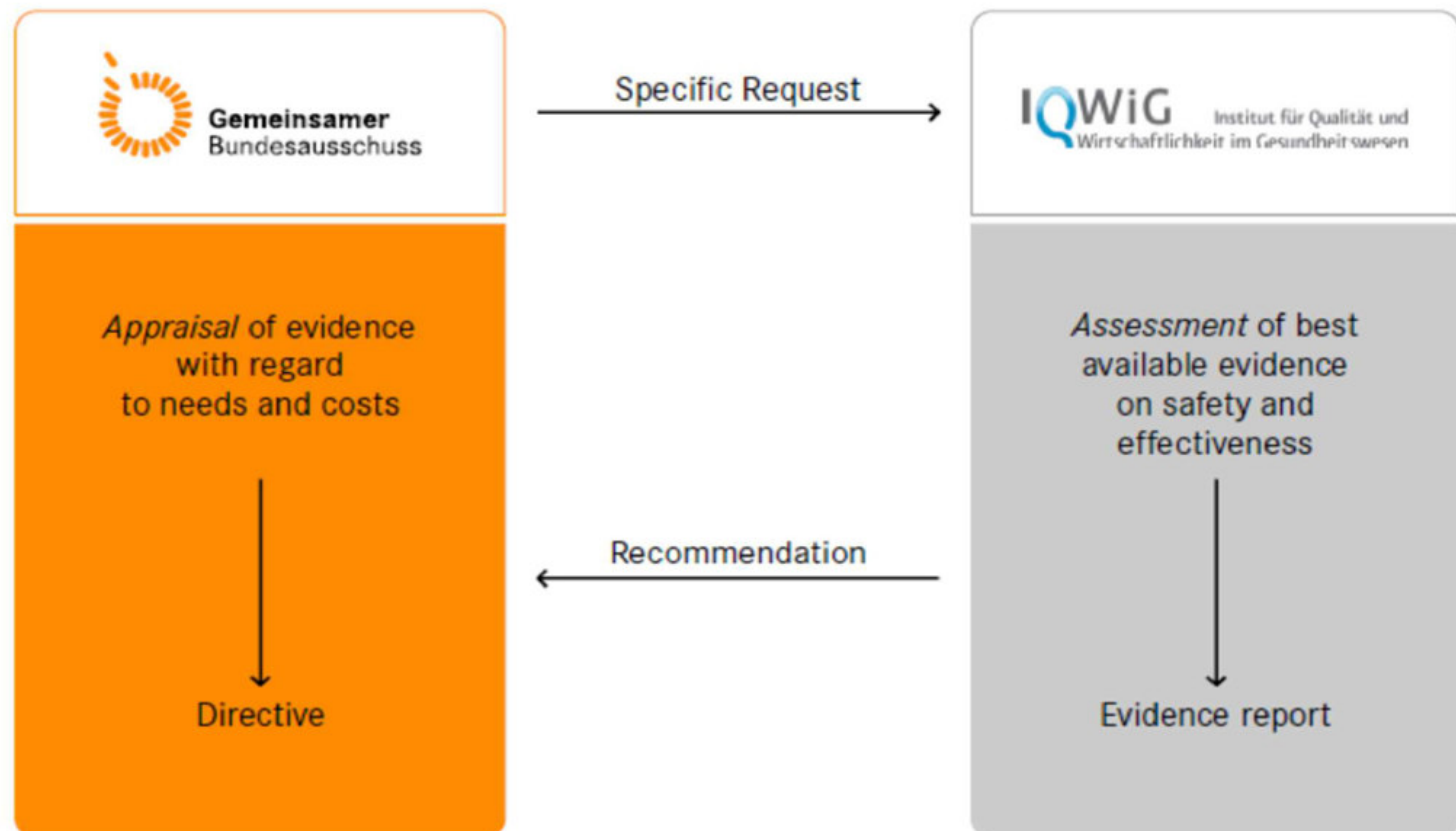 Gemeinsamer
Bundesausschuss
Specific Request
IQWiG Institut für Qualität und
Wirtschaftlichkeit im Gesundheitswesen
Appraisal of evidence
with regard
to needs and costs
Assessment of best
available evidence
on safety and
effectiveness
Recommendation
Directive
Evidence report